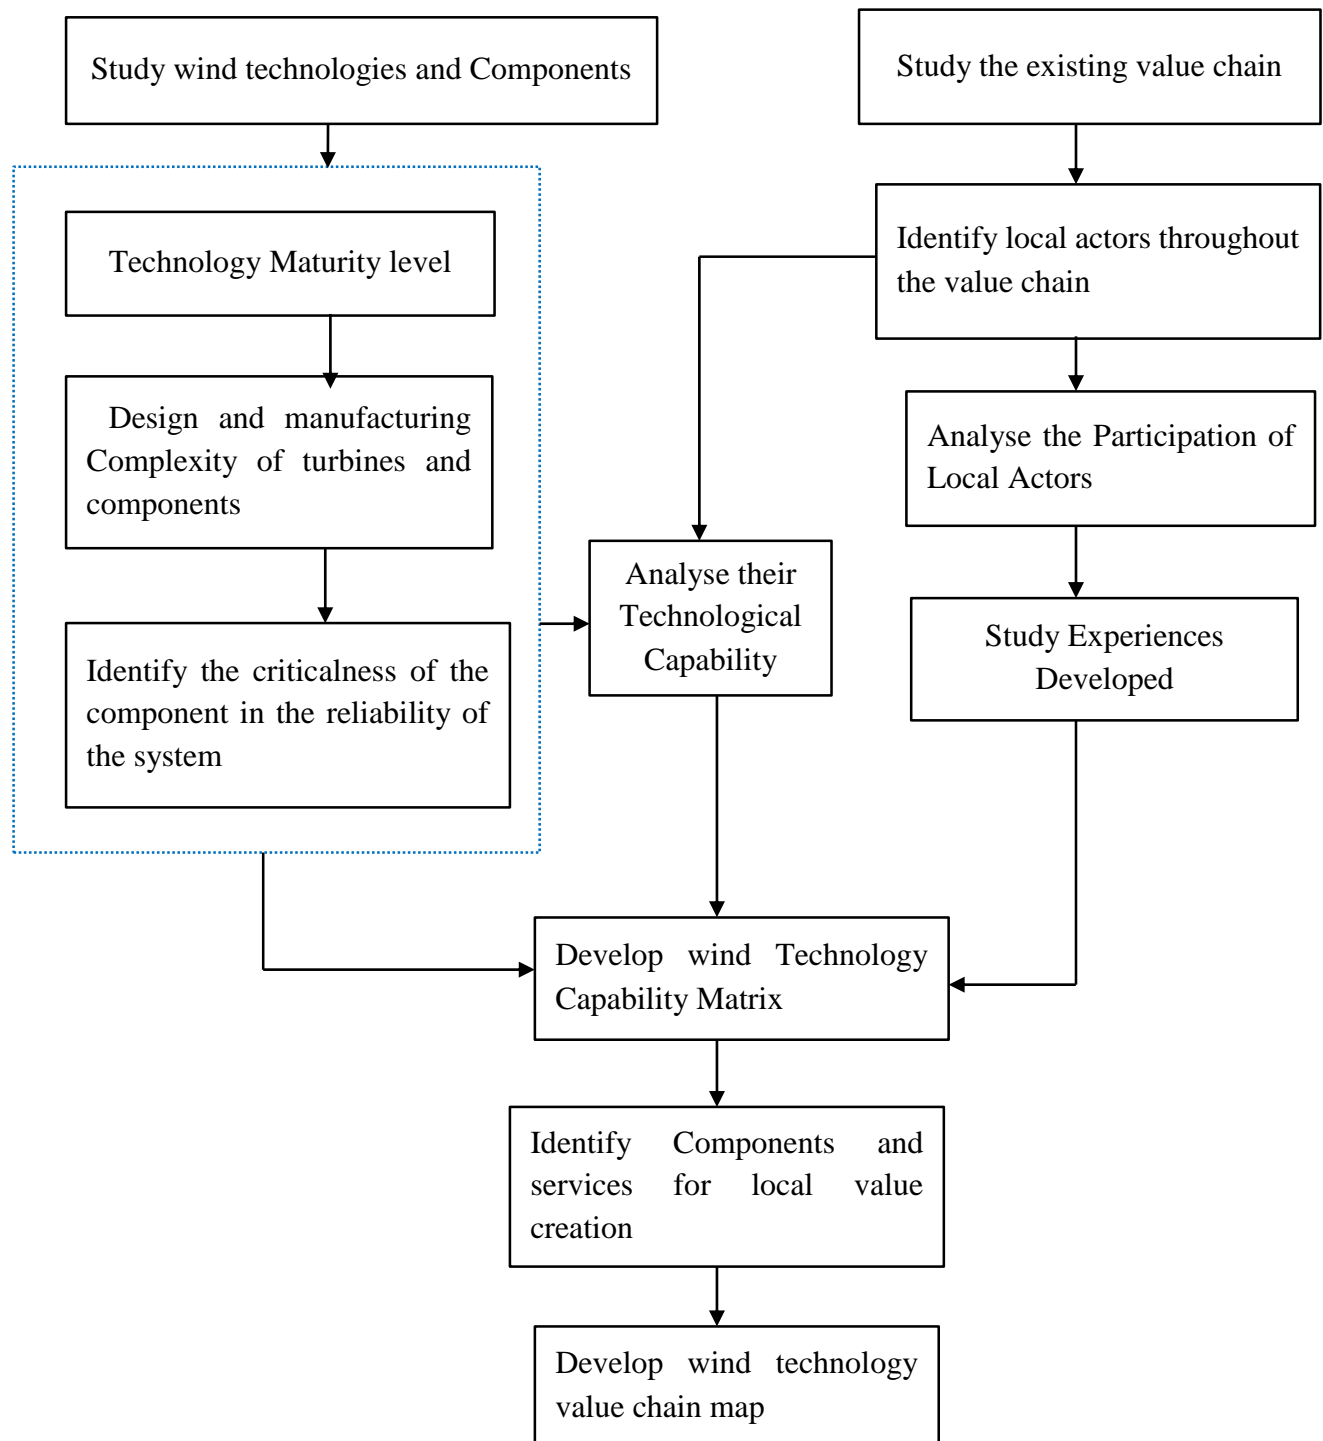 Study wind technologies and Components
Study the existing value chain
Technology Maturity level
Identify local actors throughout
the value chain
Design and manufacturing
Complexity of turbines and
components
Analyse the Participation of
Local Actors
Analyse their
Technological
Capability
Study Experiences
Developed
Identify the criticalness of the
component in the reliability of
the system
Develop wind Technology
Capability Matrix
Identify Components and
services for local value
creation
Develop wind technology
value chain map